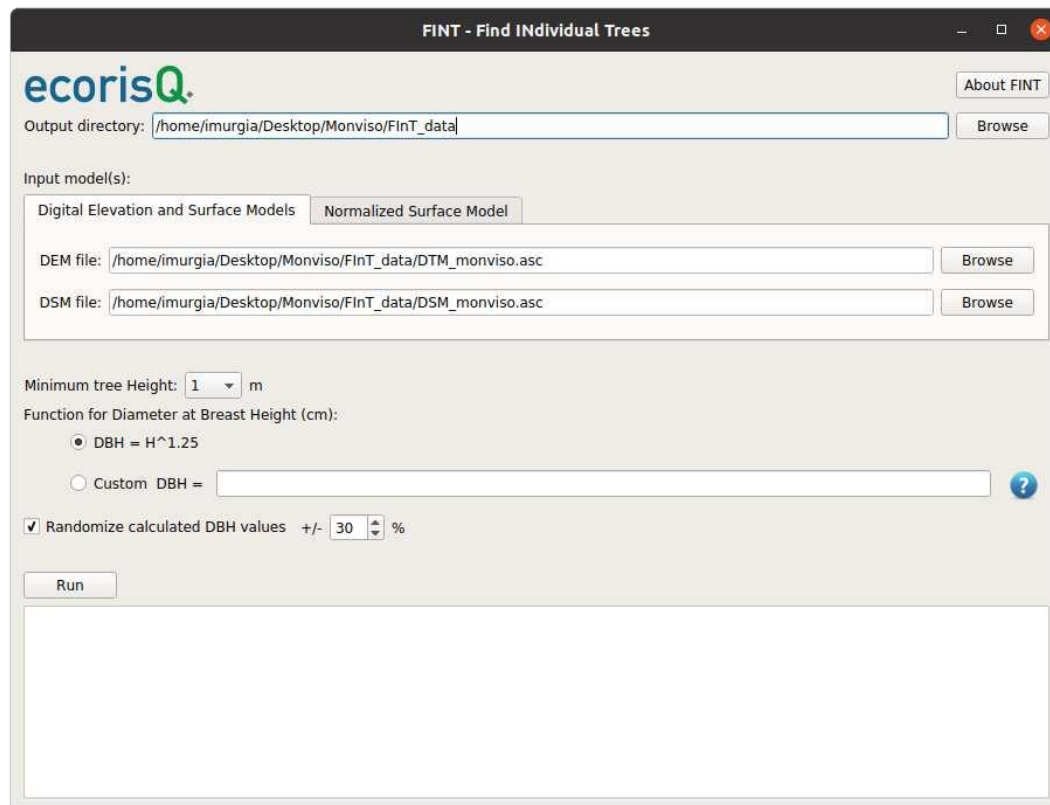 FINT - Find INdividual Trees
ecorisQ
About FINT
Output directory: /home/imurgia/Desktop/Monviso/FInT_data Browse
Input model(s):
Digital Elevation and Surface Models Normalized Surface Model
DEM file: /home/imurgia/Desktop/Monviso/FInT_data/DTM_monviso.asc Browse
DSM file: /home/imurgia/Desktop/Monviso/FInT_data/DSM_monviso.asc Browse
Minimum tree Height: 1 m
Function for Diameter at Breast Height (cm):
DBH = H^1.25
Custom DBH = ?
Randomize calculated DBH values +/- 30 %
Run